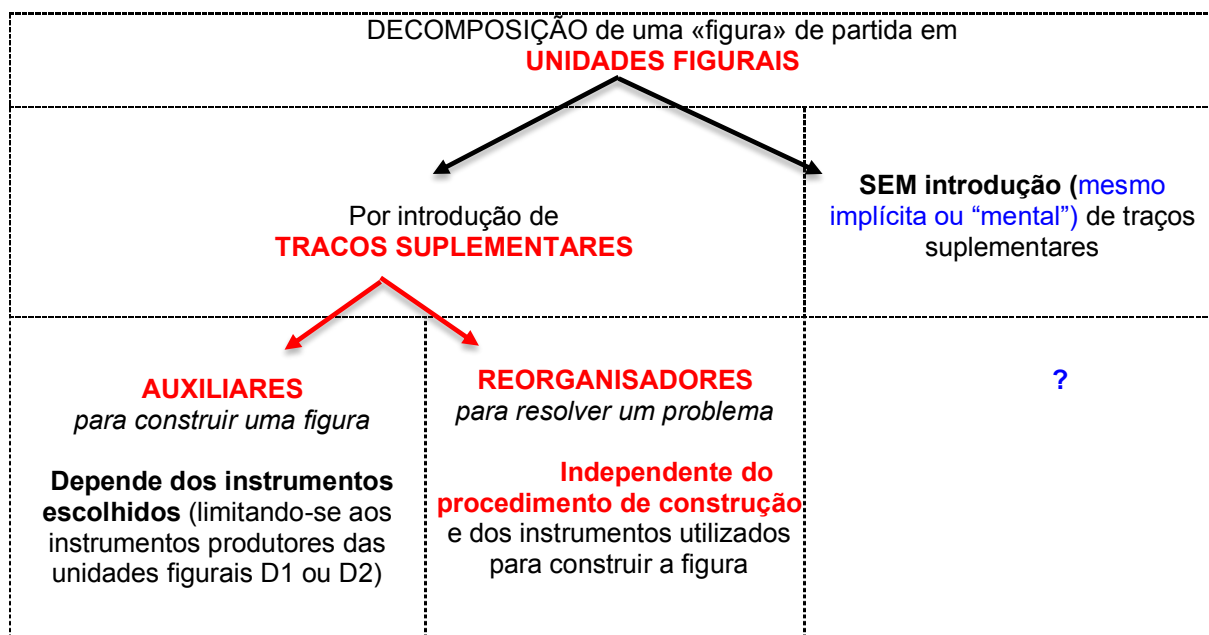 DECOMPOSIÇÃO de uma «figura» de partida em
UNIDADES FIGURAIS
Por introdução de
TRACOS SUPLEMENTARES
SEM introdução (mesmo
implícita ou “mental”) de traços
suplementares
AUXILIARES
para construir uma figura
Depende dos instrumentos
escolhidos (limitando-se aos
instrumentos produtores das
unidades figurais D1 ou D2)
REORGANISADORES
para resolver um problema
Independente do
procedimento de construção
e dos instrumentos utilizados
para construir a figura
?